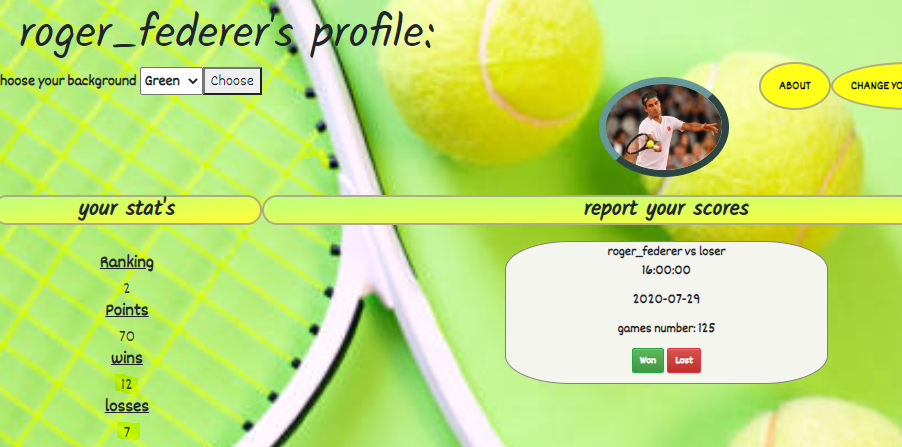 roger_federer's profile:
hoose your background Green Choose
ABOUT
CHANGE YO
your stat's
report your scores
Ranking
2
Points
70
wins
12
losses
7
roger_federer vs loser
16:00:00
2020-07-29
games number: 125
Won Lost